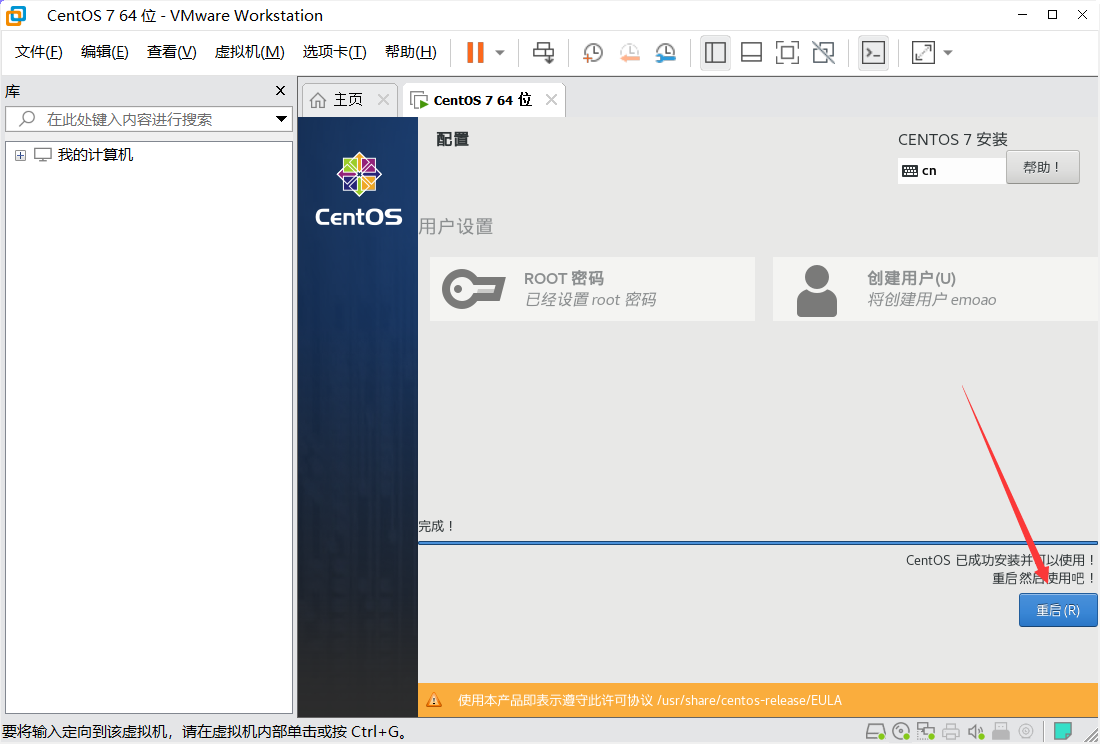 CentOS 7 64 位 - VMware Workstation
文件(F) 编辑(E) 查看(V) 虚拟机(M) 选项卡(T) 帮助(H)
库
在此处键入内容进行搜索
我的计算机
主页
CentOS 7 64 位
CentOS
配置
CENTOS 7 安装
cn
帮助！
用户设置
ROOT 密码
已经设置 root 密码
创建用户(U)
将创建用户 emoao
完成！
CentOS 已成功安装并可以使用！
重启然后使用吧！
重启(R)
使用本产品即表示遵守此许可协议 /usr/share/centos-release/EULA
要将输入定向到该虚拟机，请在虚拟机内部单击或按 Ctrl+G。